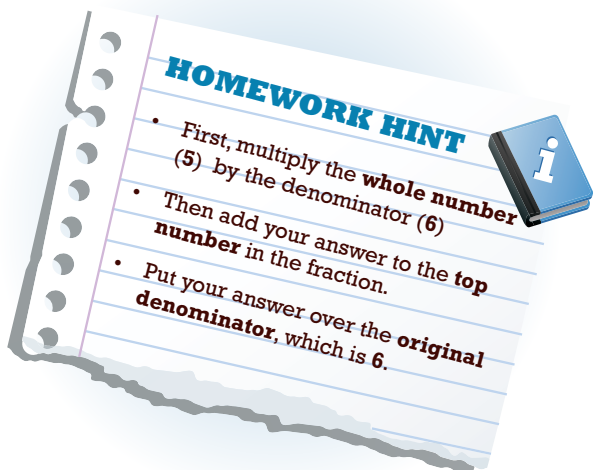 HOMEWORK HINT
• First, multiply the whole number
(5) by the denominator (6)
• Then add your answer to the top
number in the fraction.
• Put your answer over the original
denominator, which is 6.
i